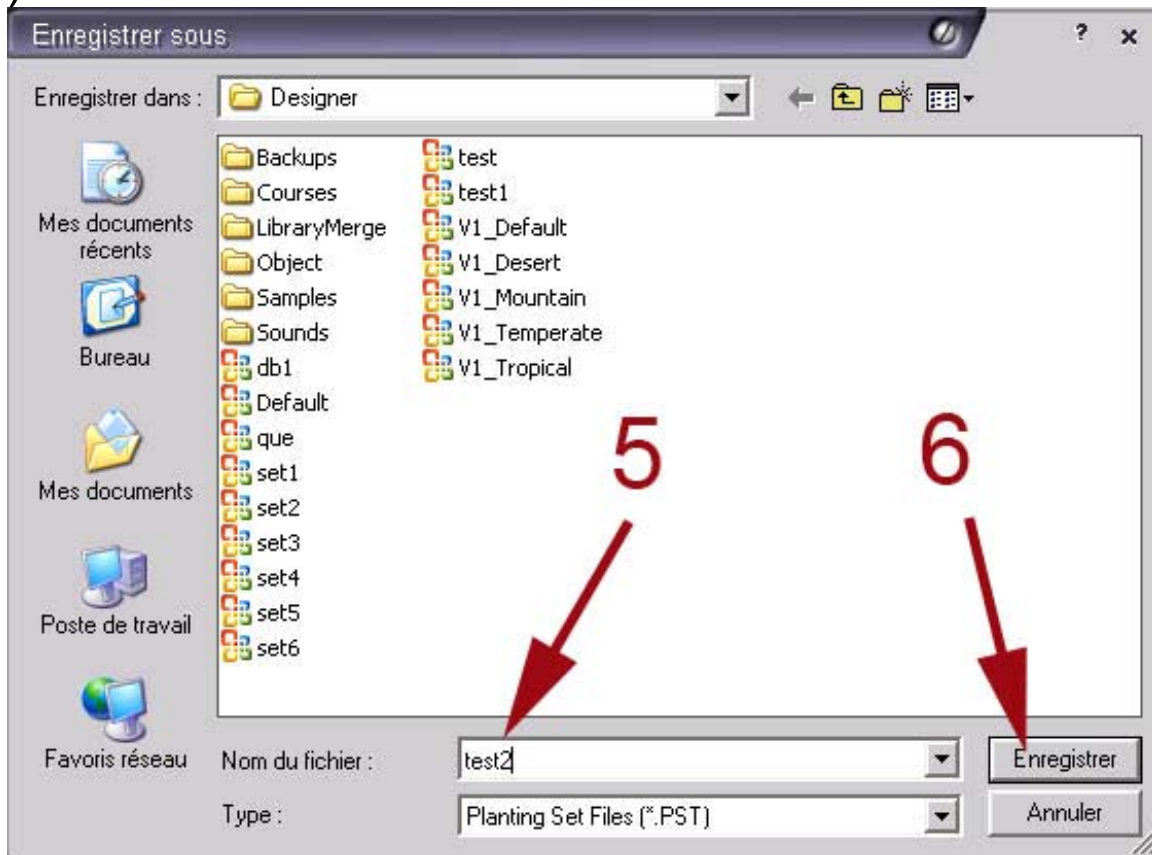 Enregistrer sous
Enregistrer dans :
Designer
Mes documents
récents
Bureau
Mes documents
Poste de travail
Favoris réseau
Backups
Courses
LibraryMerge
Object
Samples
Sounds
db1
Default
que
set1
set2
set3
set4
set5
set6
test
test1
V1_Default
V1_Desert
V1_Mountain
V1_Temperate
V1_Tropical
5
6
Nom du fichier :
test2
Enregistrer
Type :
Planting Set Files (*.PST)
Annuler